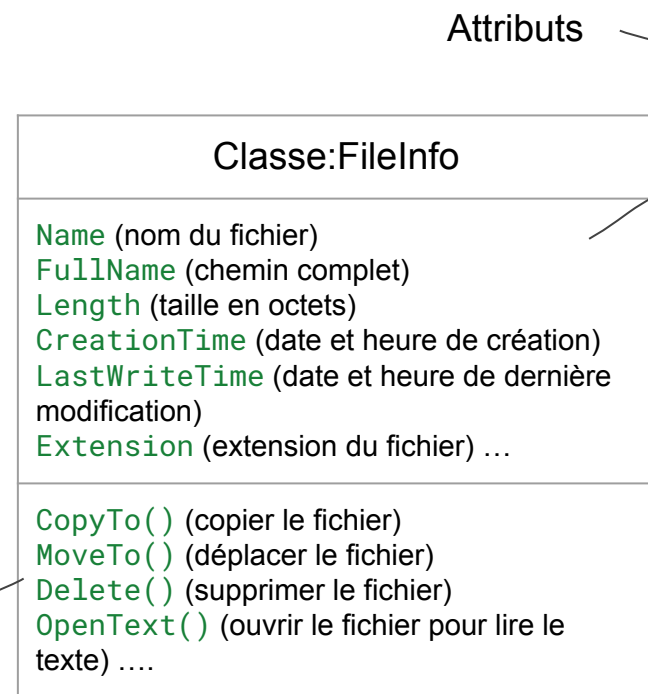 Attributs
Classe:FileInfo
Name (nom du fichier)
FullName (chemin complet)
Length (taille en octets)
CreationTime (date et heure de création)
LastWriteTime (date et heure de dernière
modification)
Extension (extension du fichier) …
CopyTo() (copier le fichier)
MoveTo() (déplacer le fichier)
Delete() (supprimer le fichier)
OpenText() (ouvrir le fichier pour lire le
texte) ….